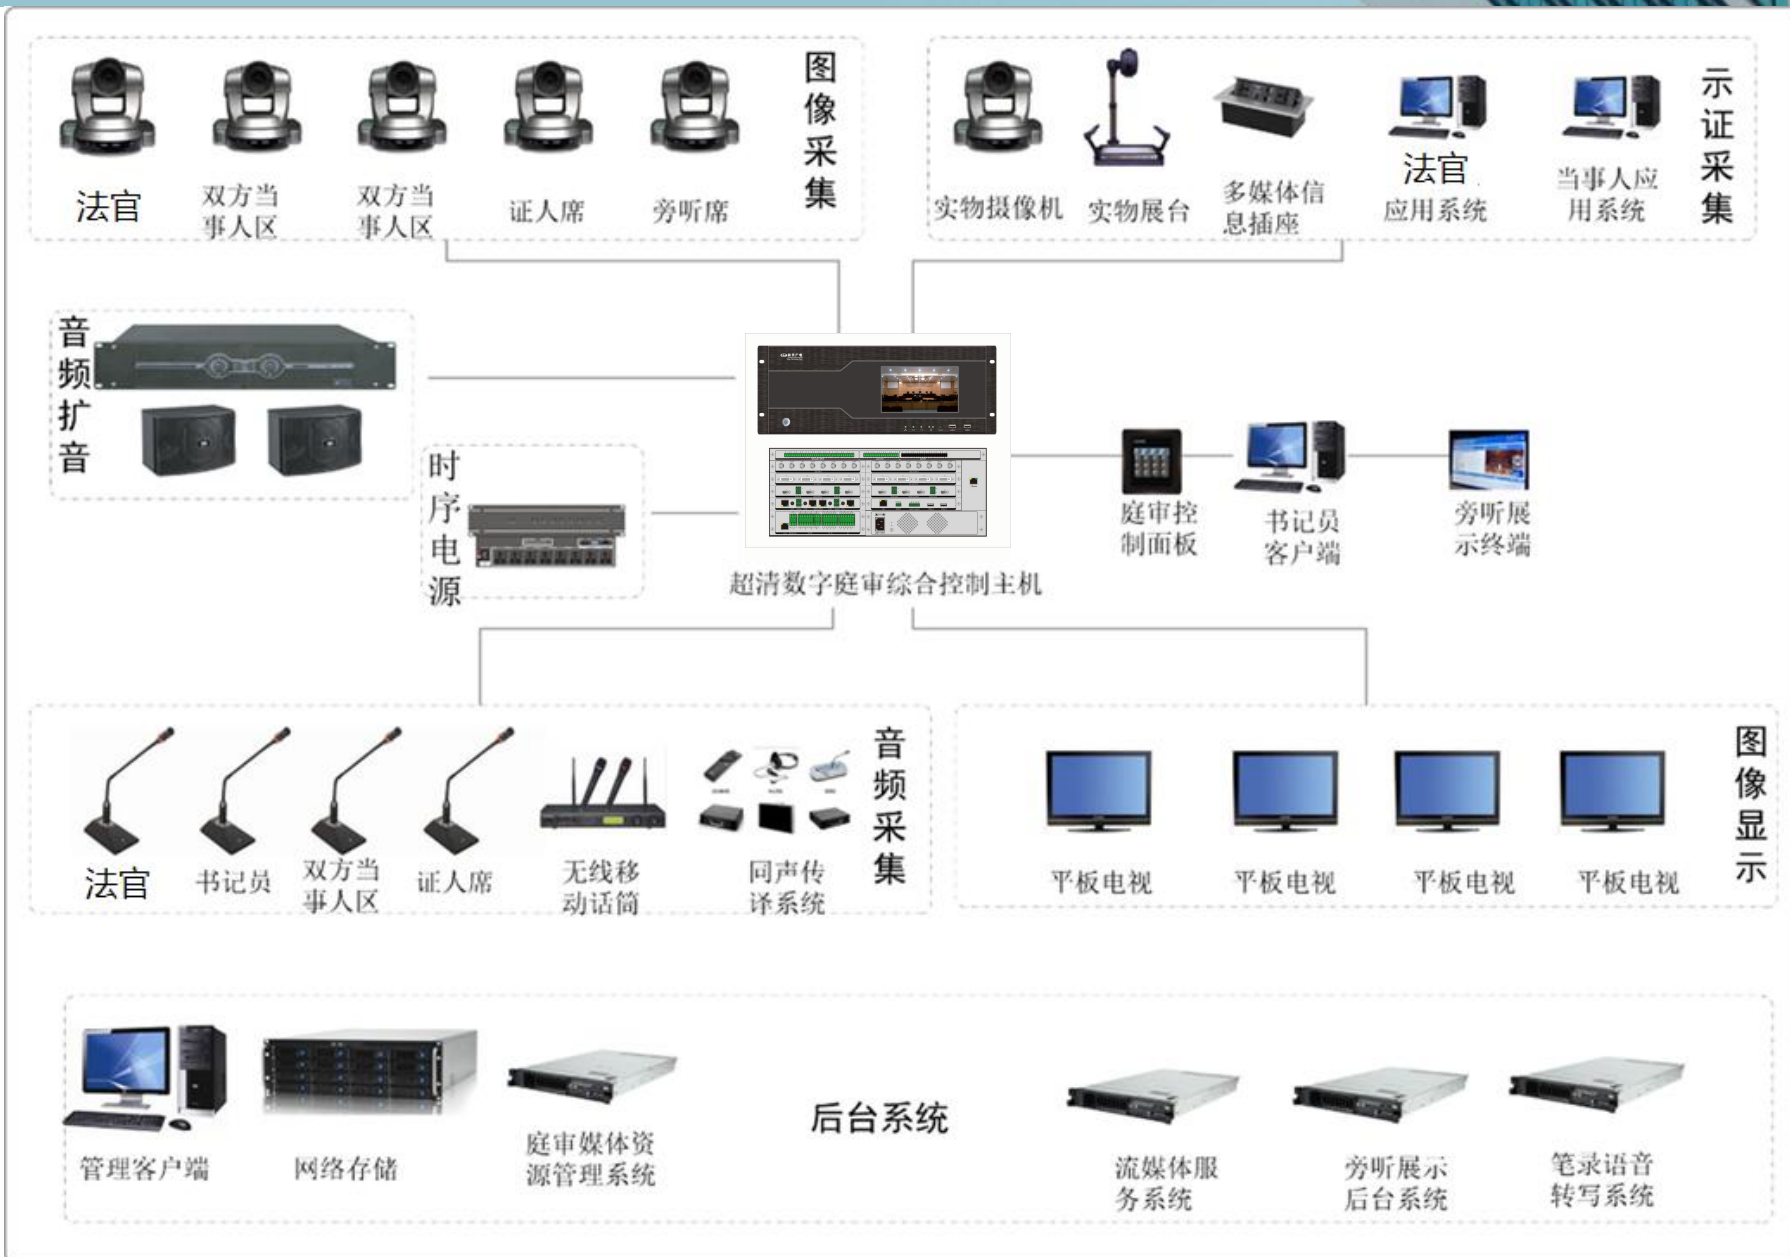 图像采集
法官
双方当
事人区
双方当
事人区
证人席
旁听席
示证采集
实物摄像机
实物展台
多媒体信
息插座
法官
应用系统
当事人应
用系统
音频扩音
时序电源
超清数字庭审综合控制主机
庭审控
制面板
书记员
客户端
旁听展
示终端
音频采集
法官
书记员
双方当
事人区
证人席
无线移
动话筒
同声传
译系统
图像显示
平板电视
平板电视
平板电视
平板电视
后台系统
管理客户端
网络存储
庭审媒体资
源管理系统
流媒体服
务系统
旁听展示
后台系统
笔录语音
转写系统